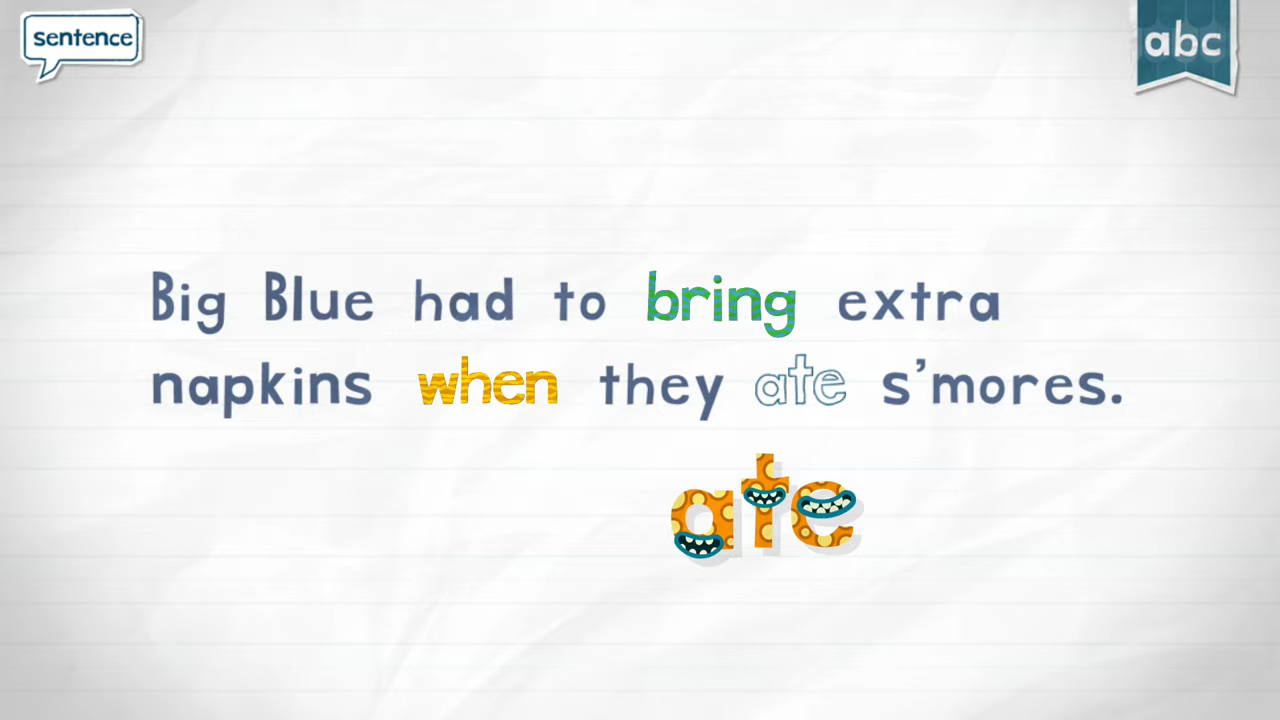 sentence
abc
Big Blue had to bring extra
napkins when they ate s’mores.
ate